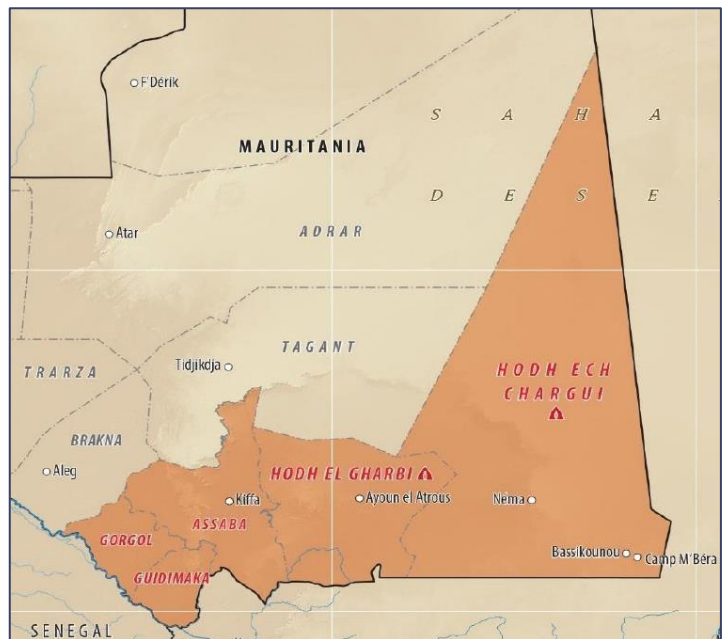 F'Dérik
S A H A
MAURITANIA
D E S E
Atar
ADRAR
TAGANT
Tidjikdja
TRARZA
HODH ECH
CHARGUI
BRAKNA
Aleg
HODH EL GHARBI
Kiffa
Ayoun el Atrous
Néma
ASSABA
GORGOL
Bassikounou
Camp M'Béra
GUIDIMAKA
SENEGAL